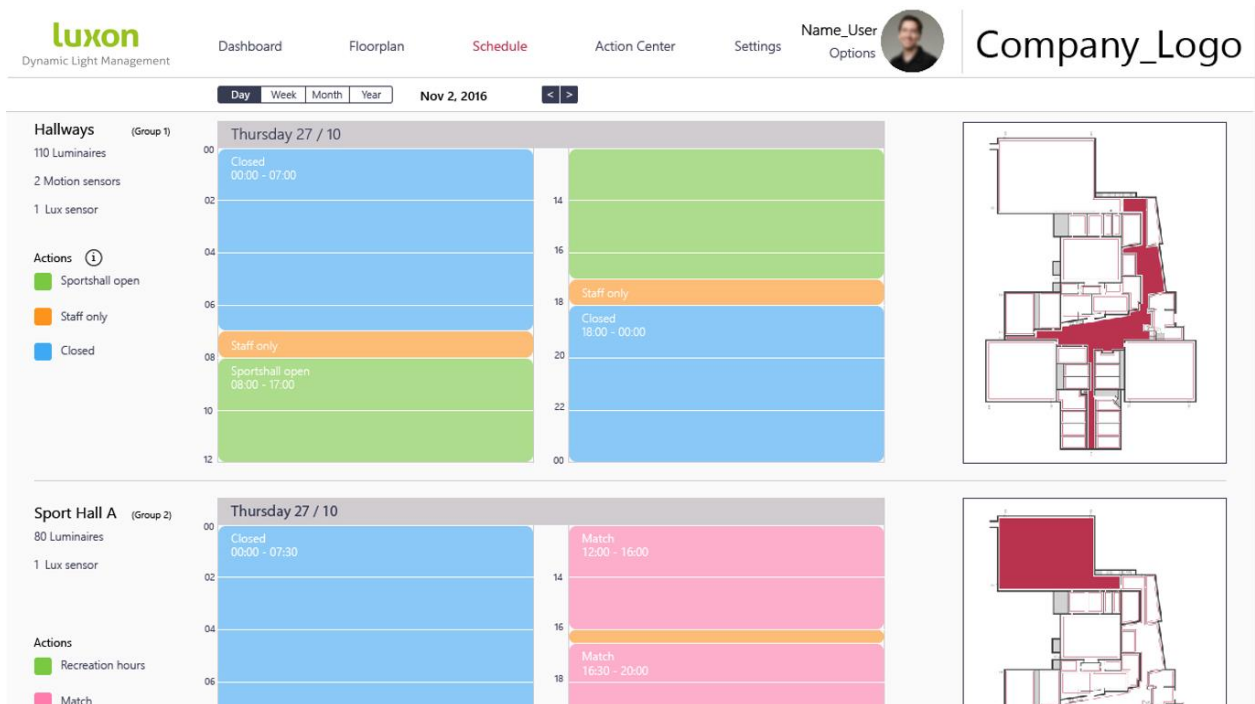 luxon
Dynamic Light Management
Dashboard
Floorplan
Schedule
Action Center
Settings
Name_User
Options
Company_Logo
Day
Week
Month
Year
Nov 2, 2016
<
>
Hallways (Group 1)
110 Luminaires
2 Motion sensors
1 Lux sensor
Actions i
Sportshall open
Staff only
Closed
Thursday 27 / 10
00
02
04
06
08
10
12
Closed
00:00 - 07:00
Staff only
Sportshall open
08:00 - 17:00
14
16
18
20
22
00
Staff only
Closed
18:00 - 00:00
Sport Hall A (Group 2)
80 Luminaires
1 Lux sensor
Actions
Recreation hours
Match
Thursday 27 / 10
00
02
04
06
Closed
00:00 - 07:30
14
16
18
Match
12:00 - 16:00
Match
16:30 - 20:00